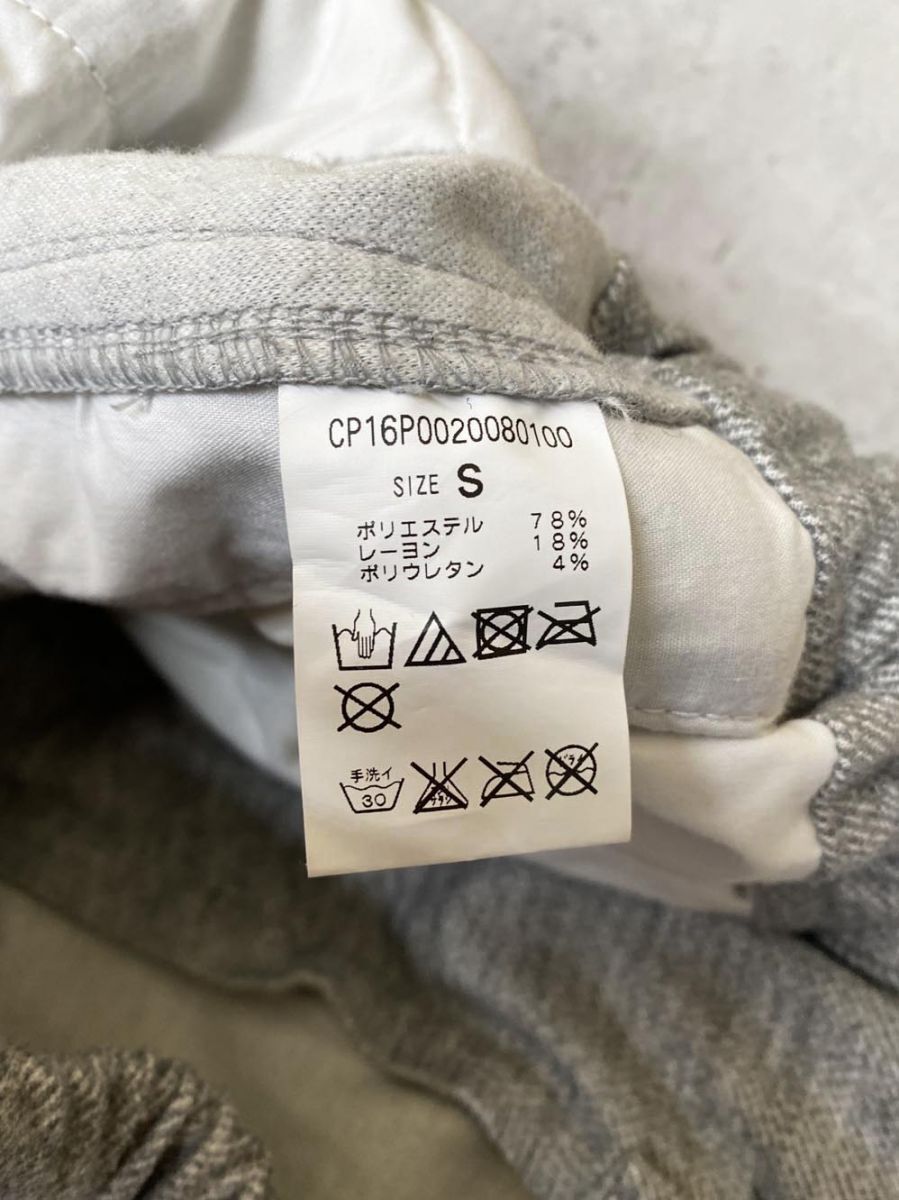 CP16P0020080100
SIZE S
ポリエステル 78%
レーヨン 18%
ポリウレタン 4%
手洗イ
30